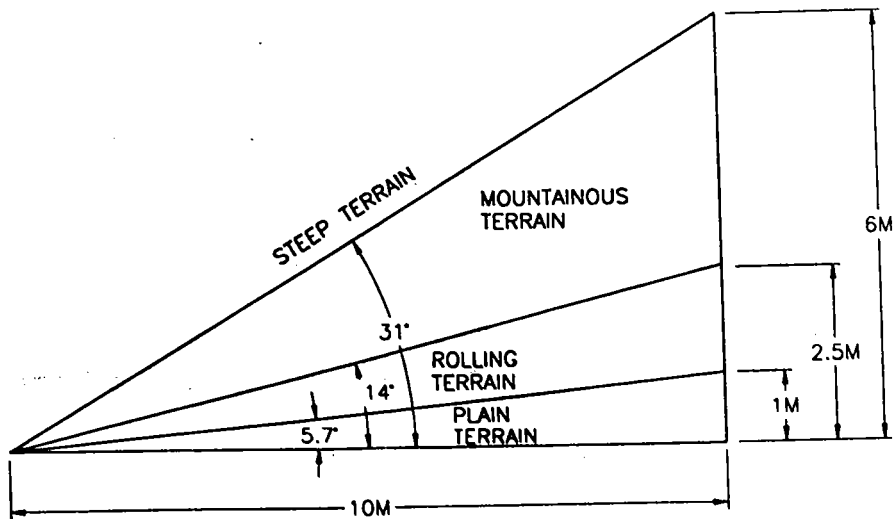 STEEP TERRAIN
MOUNTAINOUS
TERRAIN
6M
31°
2.5M
ROLLING
TERRAIN
14°
1M
PLAIN
TERRAIN
5.7°
10M